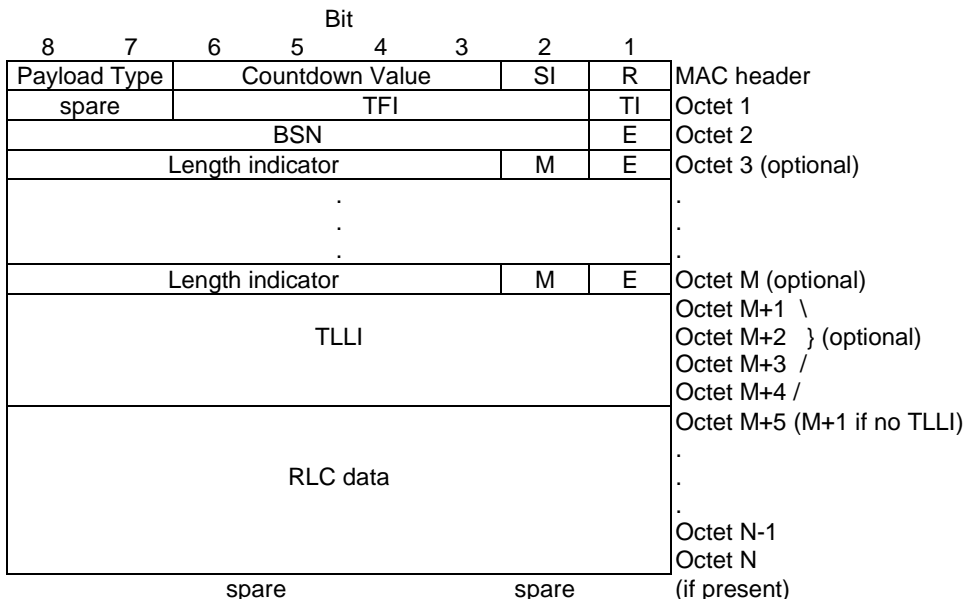 Bit
8 7 6 5 4 3 2 1
Payload Type Countdown Value SI R MAC header
spare TFI TI Octet 1
BSN E Octet 2
Length indicator M E Octet 3 (optional)
. .
. .
. .
Length indicator M E Octet M (optional)
Octet M+1 \
TLLI Octet M+2 } (optional)
Octet M+3 /
Octet M+4 /
Octet M+5 (M+1 if no TLLI)
.
RLC data .
.
Octet N-1
Octet N
spare spare (if present)